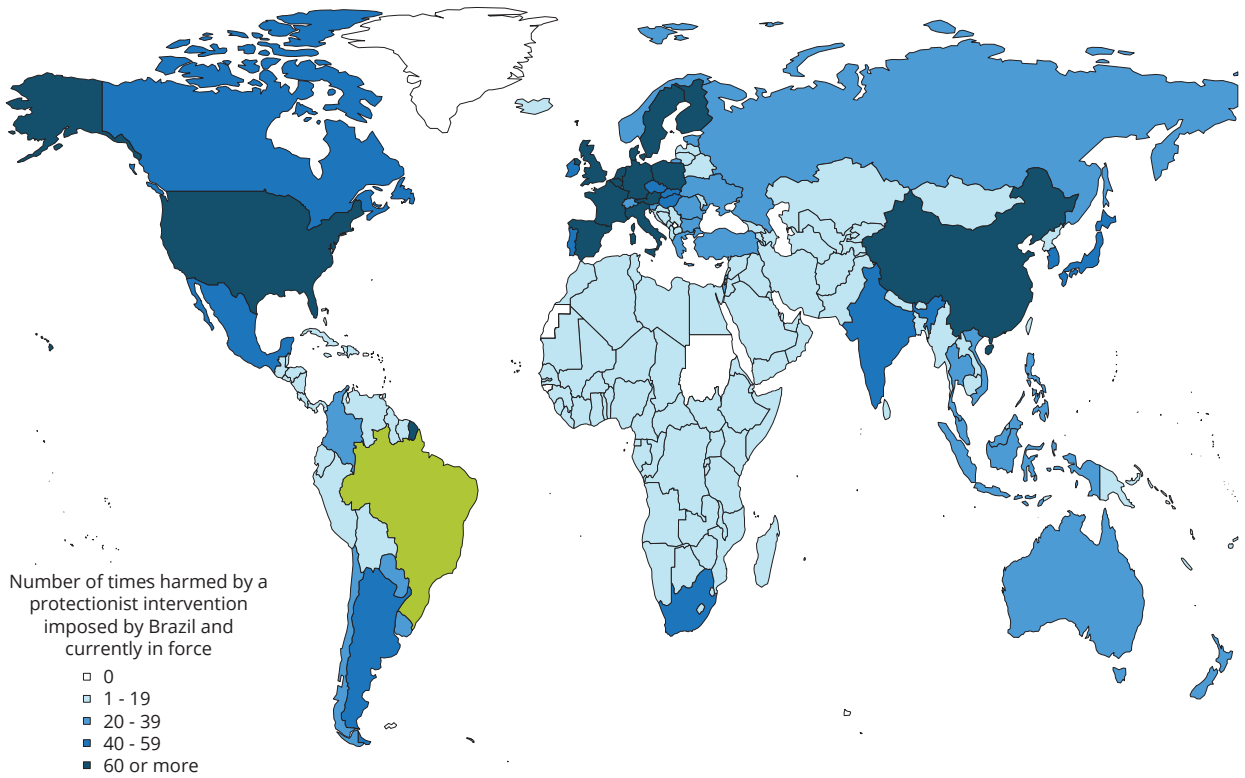 Number of times harmed by a
protectionist intervention
imposed by Brazil and
currently in force
0
1 - 19
20 - 39
40 - 59
60 or more